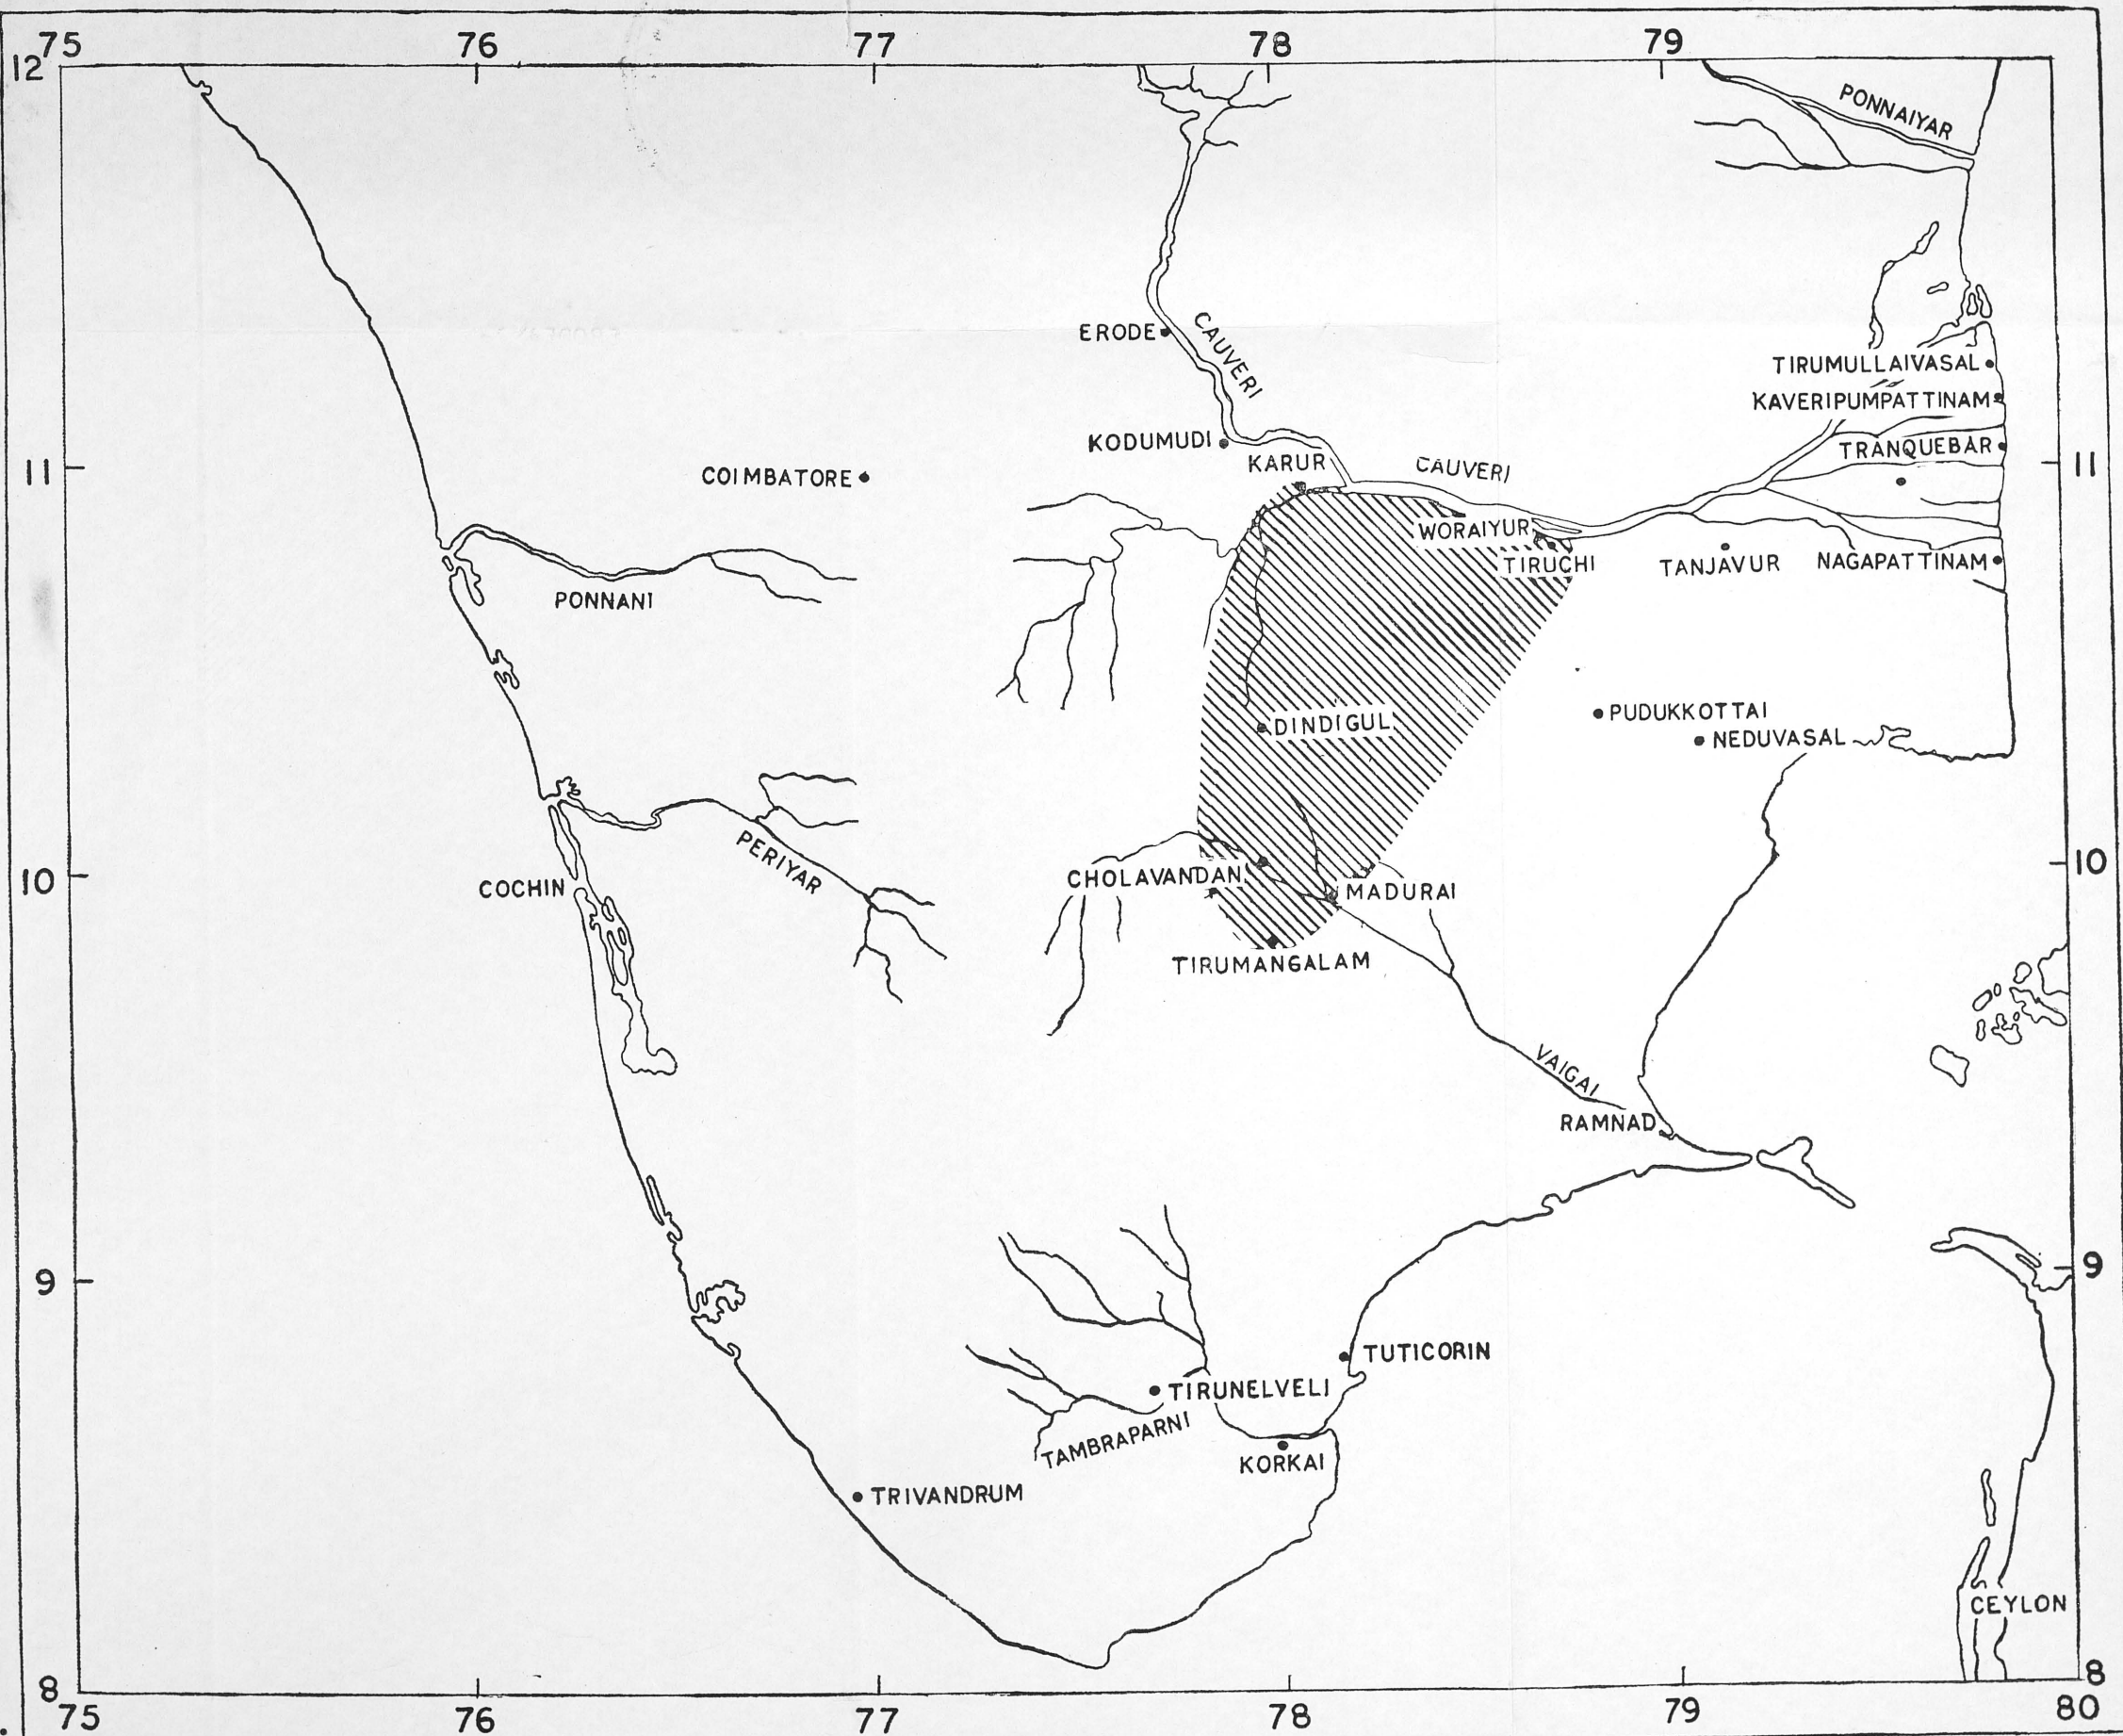 75 76 77 78 79
12
PONNAIYAR
ERODE
CAUVERI
TIRUMULLAIVASAL
KAVERIPUMPATTINAM
KODUMUDI
TRANQUEBAR
KARUR
CAUVERI
11 11
COIMBATORE
WORAIYUR
TIRUCHI
TANJAVUR
NAGAPATTINAM
PONNANI
PUDUKKOTTAI
DINDIGUL
NEDUVASAL
PERIYAR
10 10
CHOLAVANDAN
COCHIN
MADURAI
TIRUMANGALAM
VAIGAI
RAMNAD
9 9
TUTICORIN
TIRUNELVELI
TAMBRAPARNI
KORKAI
TRIVANDRUM
CEYLON
8 8
75 76 77 78 79 80